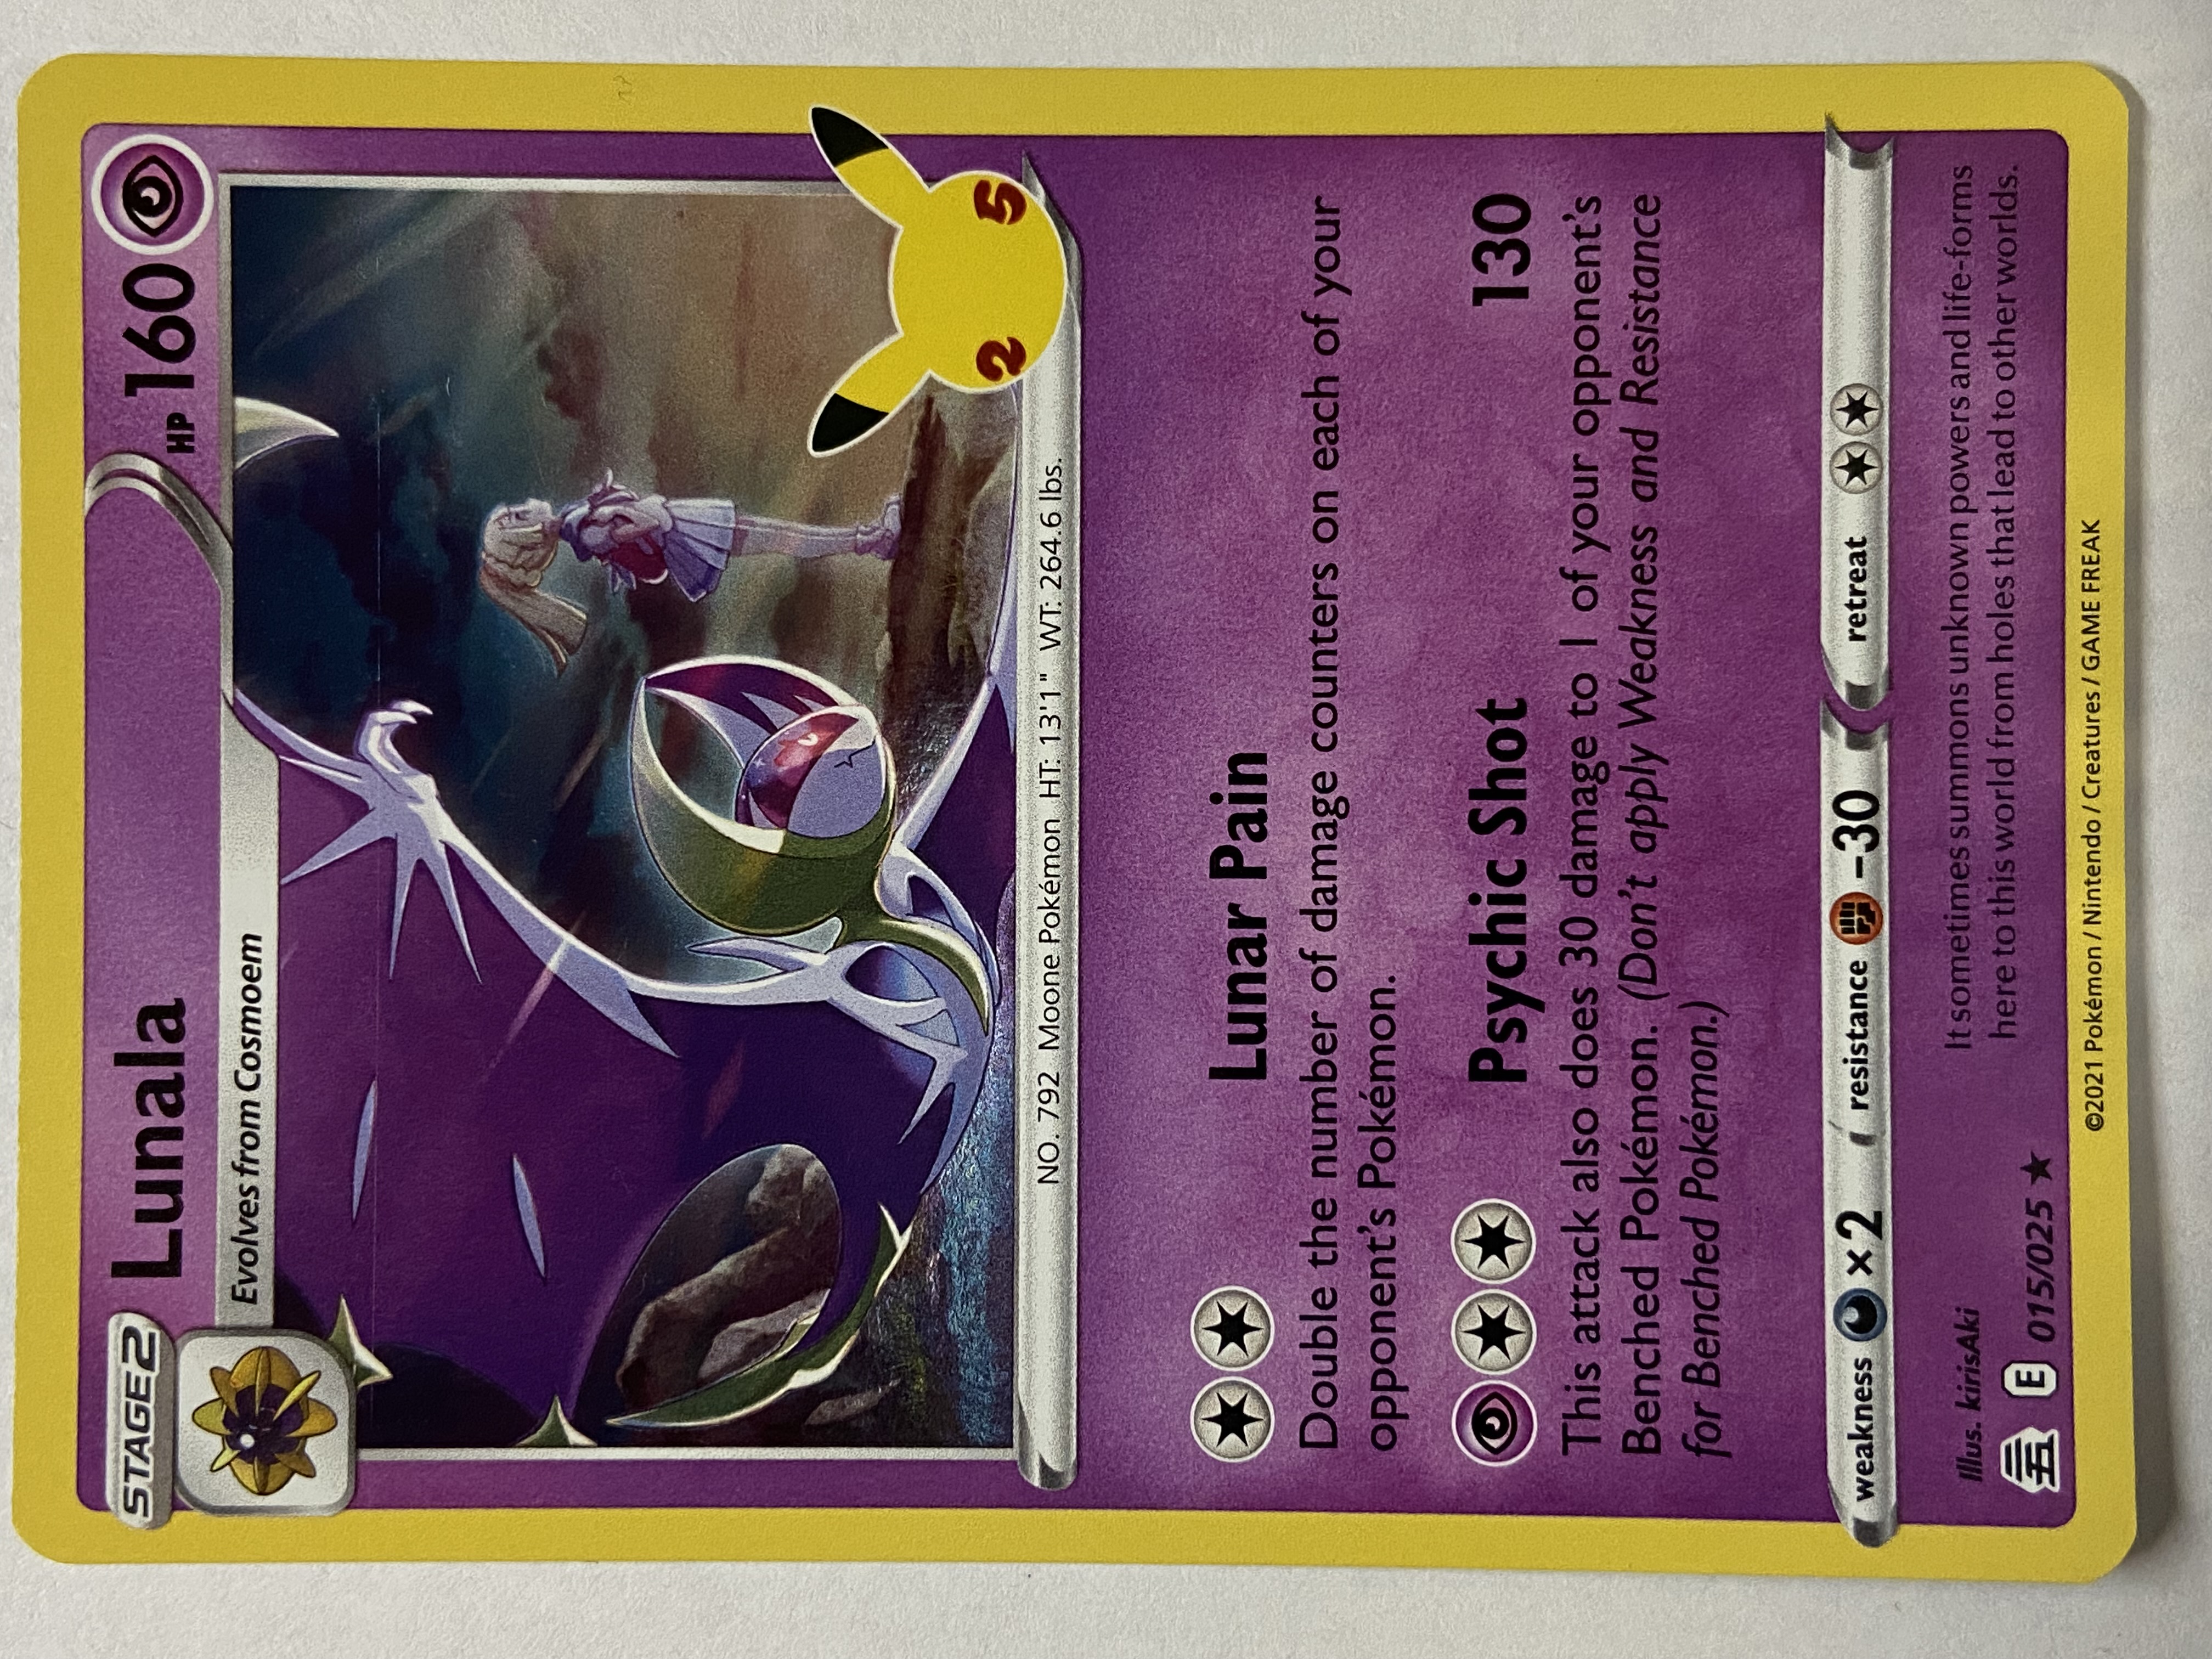 STAGE2
Lunala
HP 160
Evolves from Cosmoem
25
NO. 792 Moone Pokémon HT: 13'1" WT: 264.6 lbs.
Lunar Pain
Double the number of damage counters on each of your
opponent's Pokémon.
Psychic Shot 130
This attack also does 30 damage to 1 of your opponent's
Benched Pokémon. (Don't apply Weakness and Resistance
for Benched Pokémon.)
weakness ×2 resistance -30 retreat
Illus. kirisAki
It sometimes summons unknown powers and life-forms
here to this world from holes that lead to other worlds.
E 015/025 ★
©2021 Pokémon / Nintendo / Creatures / GAME FREAK